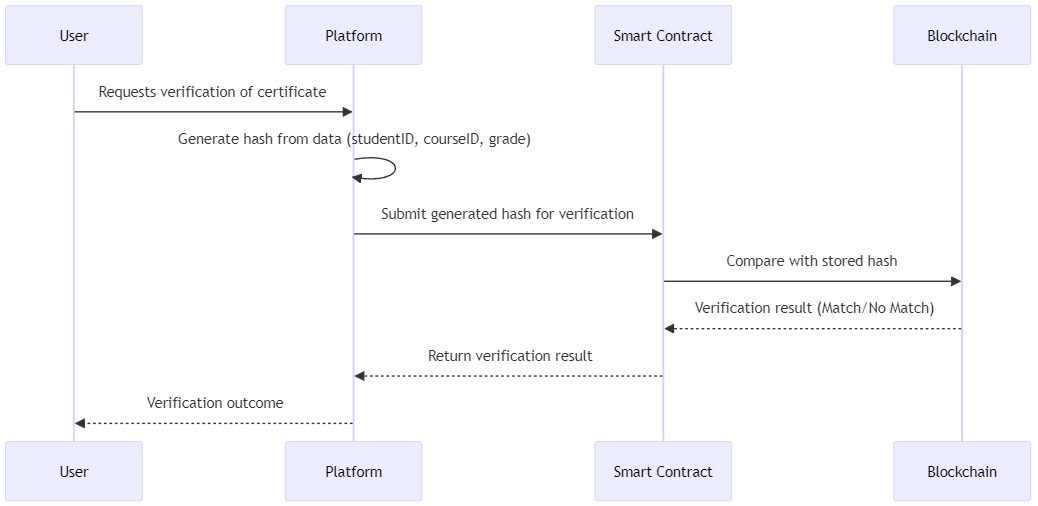 User
Platform
Smart Contract
Blockchain
Requests verification of certificate
Generate hash from data (studentID, courseID, grade)
Submit generated hash for verification
Compare with stored hash
Verification result (Match/No Match)
Return verification result
Verification outcome
User
Platform
Smart Contract
Blockchain